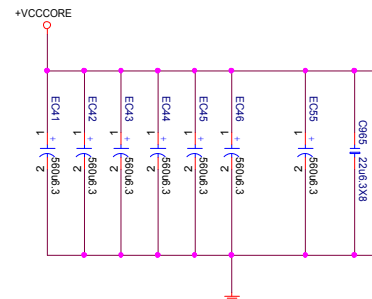 +VCCCORE
EC41
1
+
2
560u6.3
EC42
1
+
2
560u6.3
EC43
1
+
2
560u6.3
EC44
1
+
2
560u6.3
EC45
1
+
2
560u6.3
EC46
1
+
2
560u6.3
EC55
1
+
2
560u6.3
C965
22u6.3X8